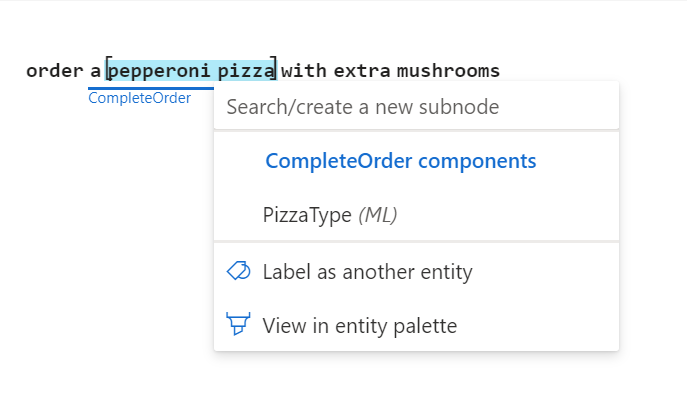 order a [pepperoni pizza] with extra mushrooms
CompleteOrder
Search/create a new subnode
CompleteOrder components
PizzaType (ML)
Label as another entity
View in entity palette